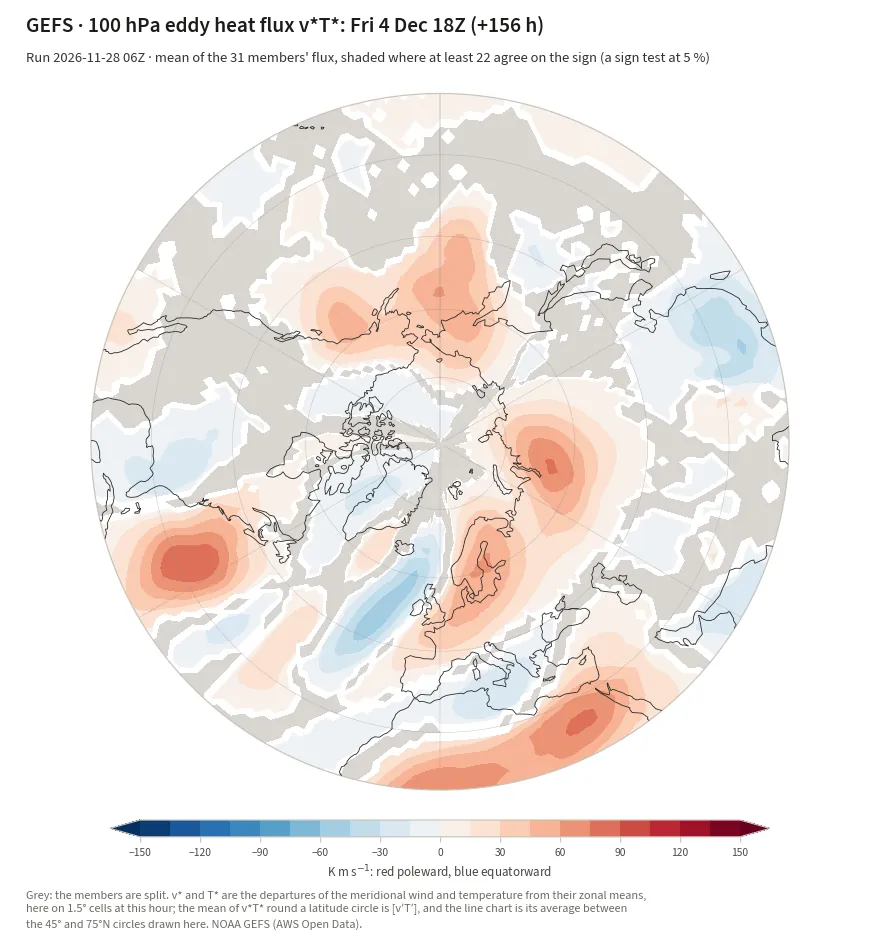 GEFS · 100 hPa eddy heat flux v*T*: Fri 4 Dec 18Z (+156 h)
Run 2026-11-28 06Z · mean of the 31 members' flux, shaded where at least 22 agree on the sign (a sign test at 5 %)
−150 −120 −90 −60 −30 0 30 60 90 120 150
K m s⁻¹: red poleward, blue equatorward
Grey: the members are split. v* and T* are the departures of the meridional wind and temperature from their zonal means,
here on 1.5° cells at this hour; the mean of v*T* round a latitude circle is [v'T'], and the line chart is its average between
the 45° and 75°N circles drawn here. NOAA GEFS (AWS Open Data).